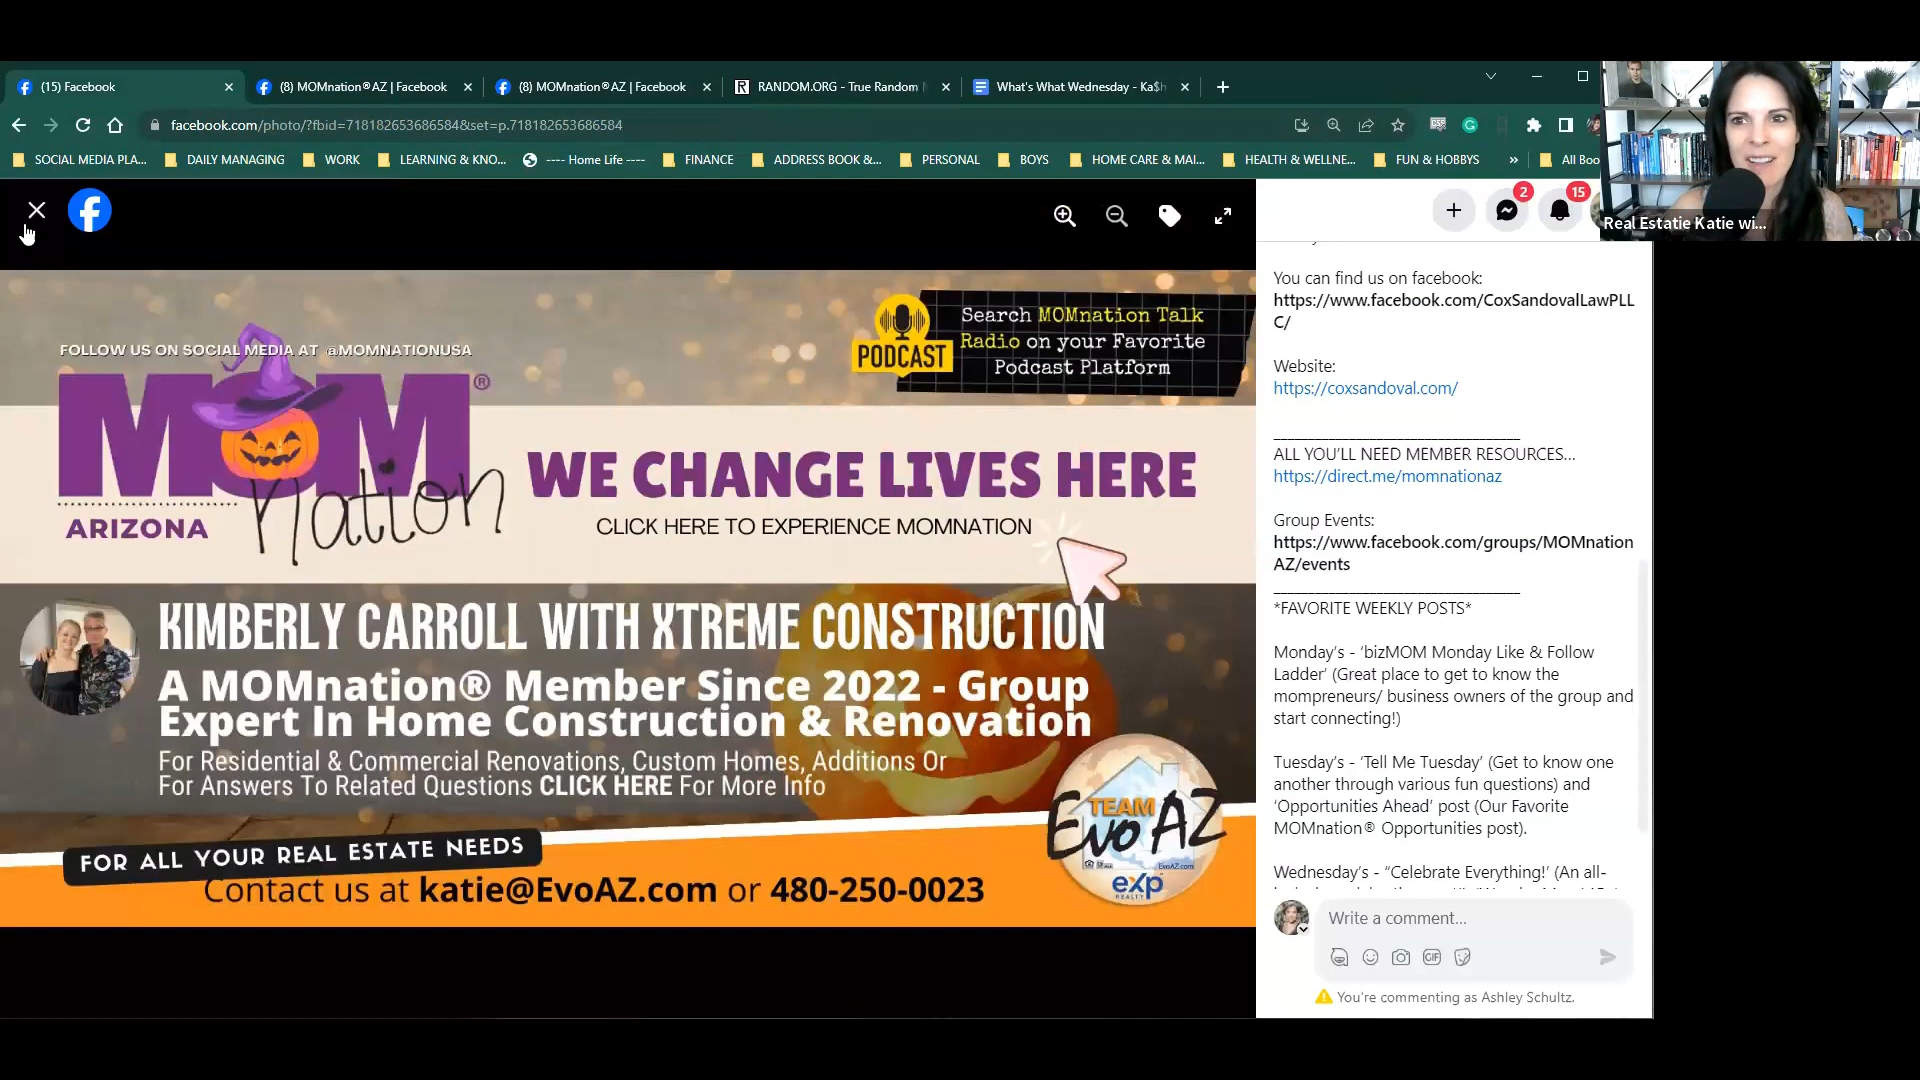 (15) Facebook
(8) MOMnation®AZ | Facebook
(8) MOMnation®AZ | Facebook
RANDOM.ORG - True Random
What's What Wednesday - Ka$h
facebook.com/photo/?fbid=718182653686584&set=p.718182653686584
SOCIAL MEDIA PLA...
DAILY MANAGING
WORK
LEARNING & KNO...
---- Home Life ----
FINANCE
ADDRESS BOOK &...
PERSONAL
BOYS
HOME CARE & MAI...
HEALTH & WELLNE...
FUN & HOBBYS
»
All Boo
2
15
Real Estatie Katie wi...
FOLLOW US ON SOCIAL MEDIA AT @MOMNATIONUSA
MOM®
nation
ARIZONA
PODCAST
Search MOMnation Talk
Radio on your Favorite
Podcast Platform
WE CHANGE LIVES HERE
CLICK HERE TO EXPERIENCE MOMNATION
KIMBERLY CARROLL WITH XTREME CONSTRUCTION
A MOMnation® Member Since 2022 - Group
Expert In Home Construction & Renovation
For Residential & Commercial Renovations, Custom Homes, Additions Or
For Answers To Related Questions CLICK HERE For More Info
FOR ALL YOUR REAL ESTATE NEEDS
Contact us at katie@EvoAZ.com or 480-250-0023
TEAM
EvoAZ
EvoAZ.com
exp
REALTY
You can find us on facebook:
https://www.facebook.com/CoxSandovalLawPLL
C/
Website:
https://coxsandoval.com/
___________________________________
ALL YOU'LL NEED MEMBER RESOURCES...
https://direct.me/momnationaz
Group Events:
https://www.facebook.com/groups/MOMnation
AZ/events
___________________________________
*FAVORITE WEEKLY POSTS*
Monday's - 'bizMOM Monday Like & Follow
Ladder' (Great place to get to know the
mompreneurs/ business owners of the group and
start connecting!)
Tuesday's - 'Tell Me Tuesday' (Get to know one
another through various fun questions) and
'Opportunities Ahead' post (Our Favorite
MOMnation® Opportunities post).
Wednesday's - "Celebrate Everything!' (An all-
Write a comment...
GIF
You're commenting as Ashley Schultz.